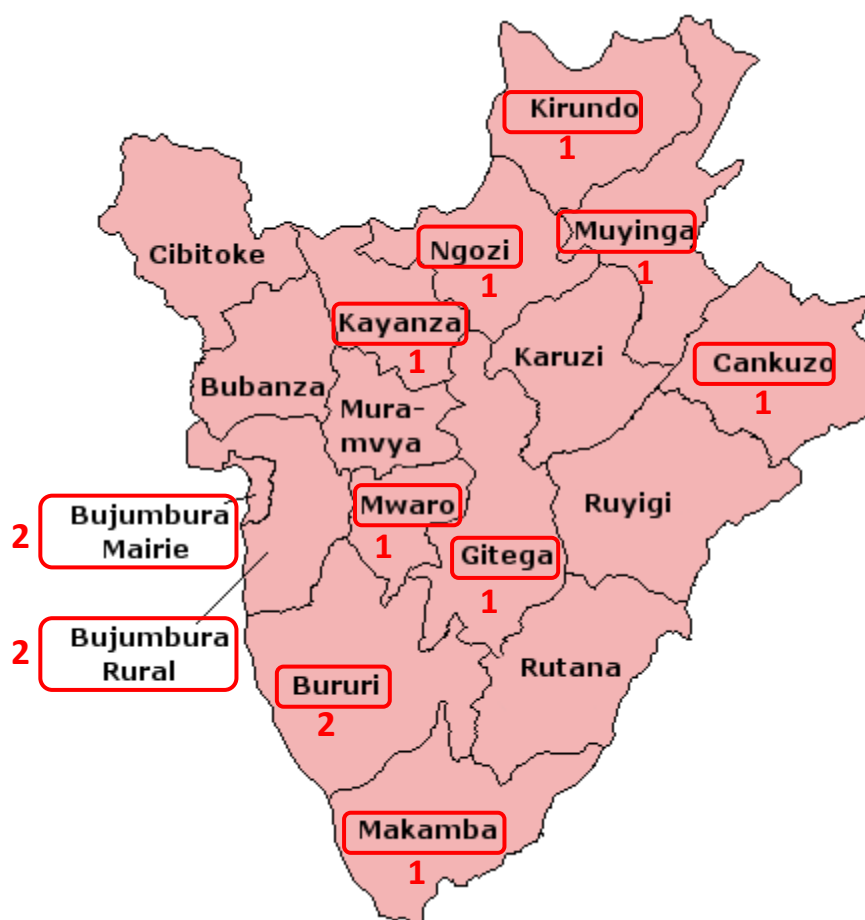 Kirundo
1
Muyinga
1
Ngozi
1
Cibitoke
Kayanza
1
Karuzi
Cankuzo
1
Bubanza
Mura-
mvya
Mwaro
1
Ruyigi
2
Bujumbura
Mairie
Gitega
1
2
Bujumbura
Rural
Bururi
2
Rutana
Makamba
1